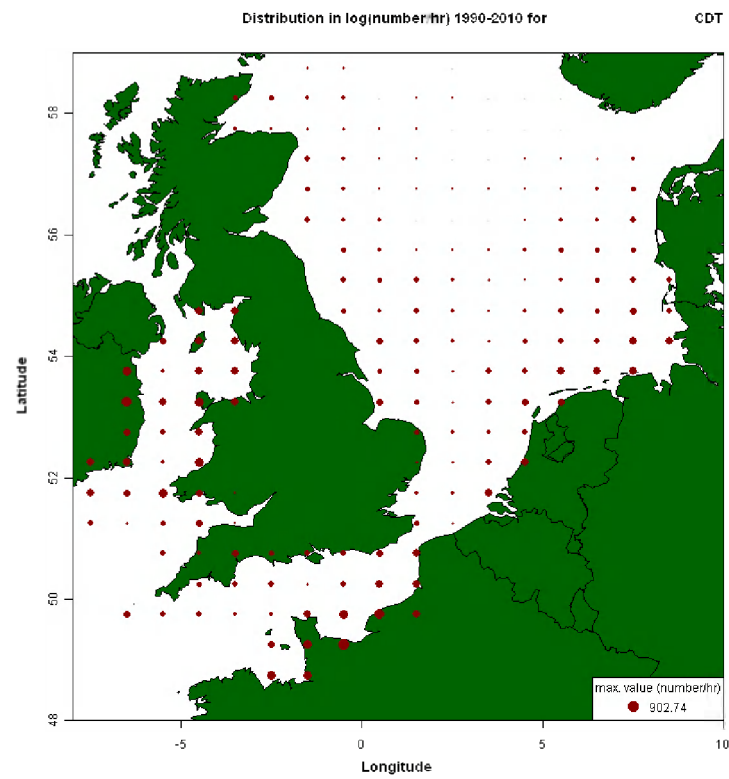 Distribution in log(number/hr) 1990-2010 for CDT
58
56
54
52
50
48
Latitude
max. value (number/hr)
902.74
-5 0 5 10
Longitude